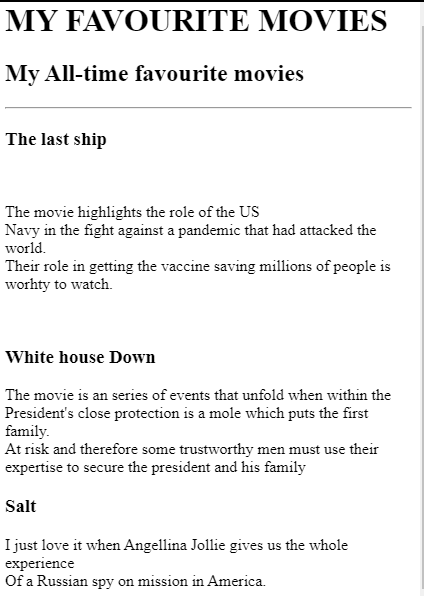 MY FAVOURITE MOVIES
My All-time favourite movies
The last ship
The movie highlights the role of the US
Navy in the fight against a pandemic that had attacked the
world.
Their role in getting the vaccine saving millions of people is
worhty to watch.
White house Down
The movie is an series of events that unfold when within the
President's close protection is a mole which puts the first
family.
At risk and therefore some trustworthy men must use their
expertise to secure the president and his family
Salt
I just love it when Angellina Jollie gives us the whole
experience
Of a Russian spy on mission in America.